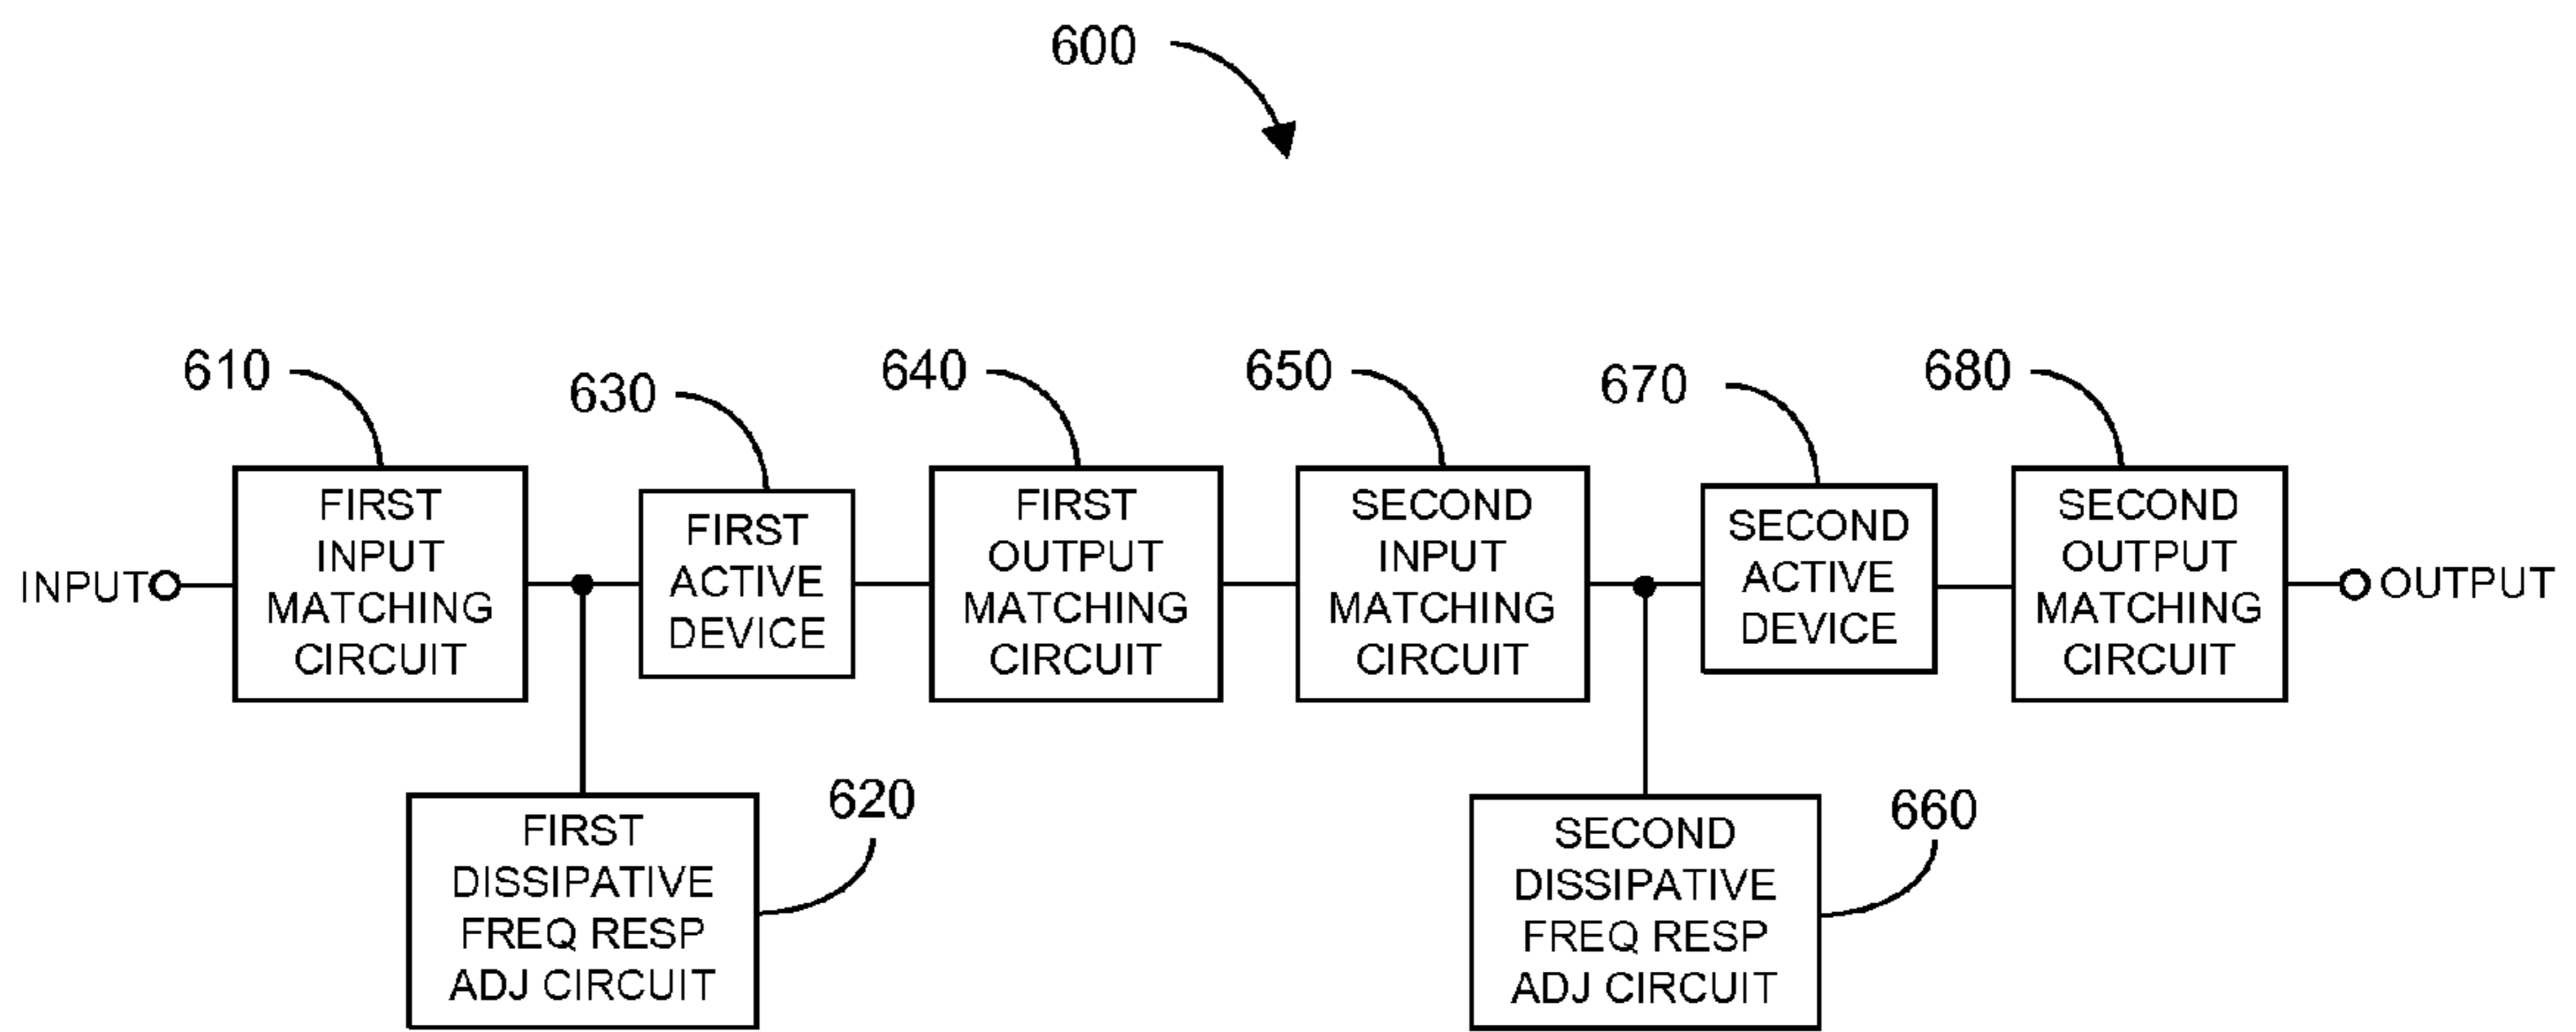 600
610
630
640
650
670
680
INPUT
FIRST
INPUT
MATCHING
CIRCUIT
FIRST
ACTIVE
DEVICE
FIRST
OUTPUT
MATCHING
CIRCUIT
SECOND
INPUT
MATCHING
CIRCUIT
SECOND
ACTIVE
DEVICE
SECOND
OUTPUT
MATCHING
CIRCUIT
OUTPUT
620
FIRST
DISSIPATIVE
FREQ RESP
ADJ CIRCUIT
660
SECOND
DISSIPATIVE
FREQ RESP
ADJ CIRCUIT